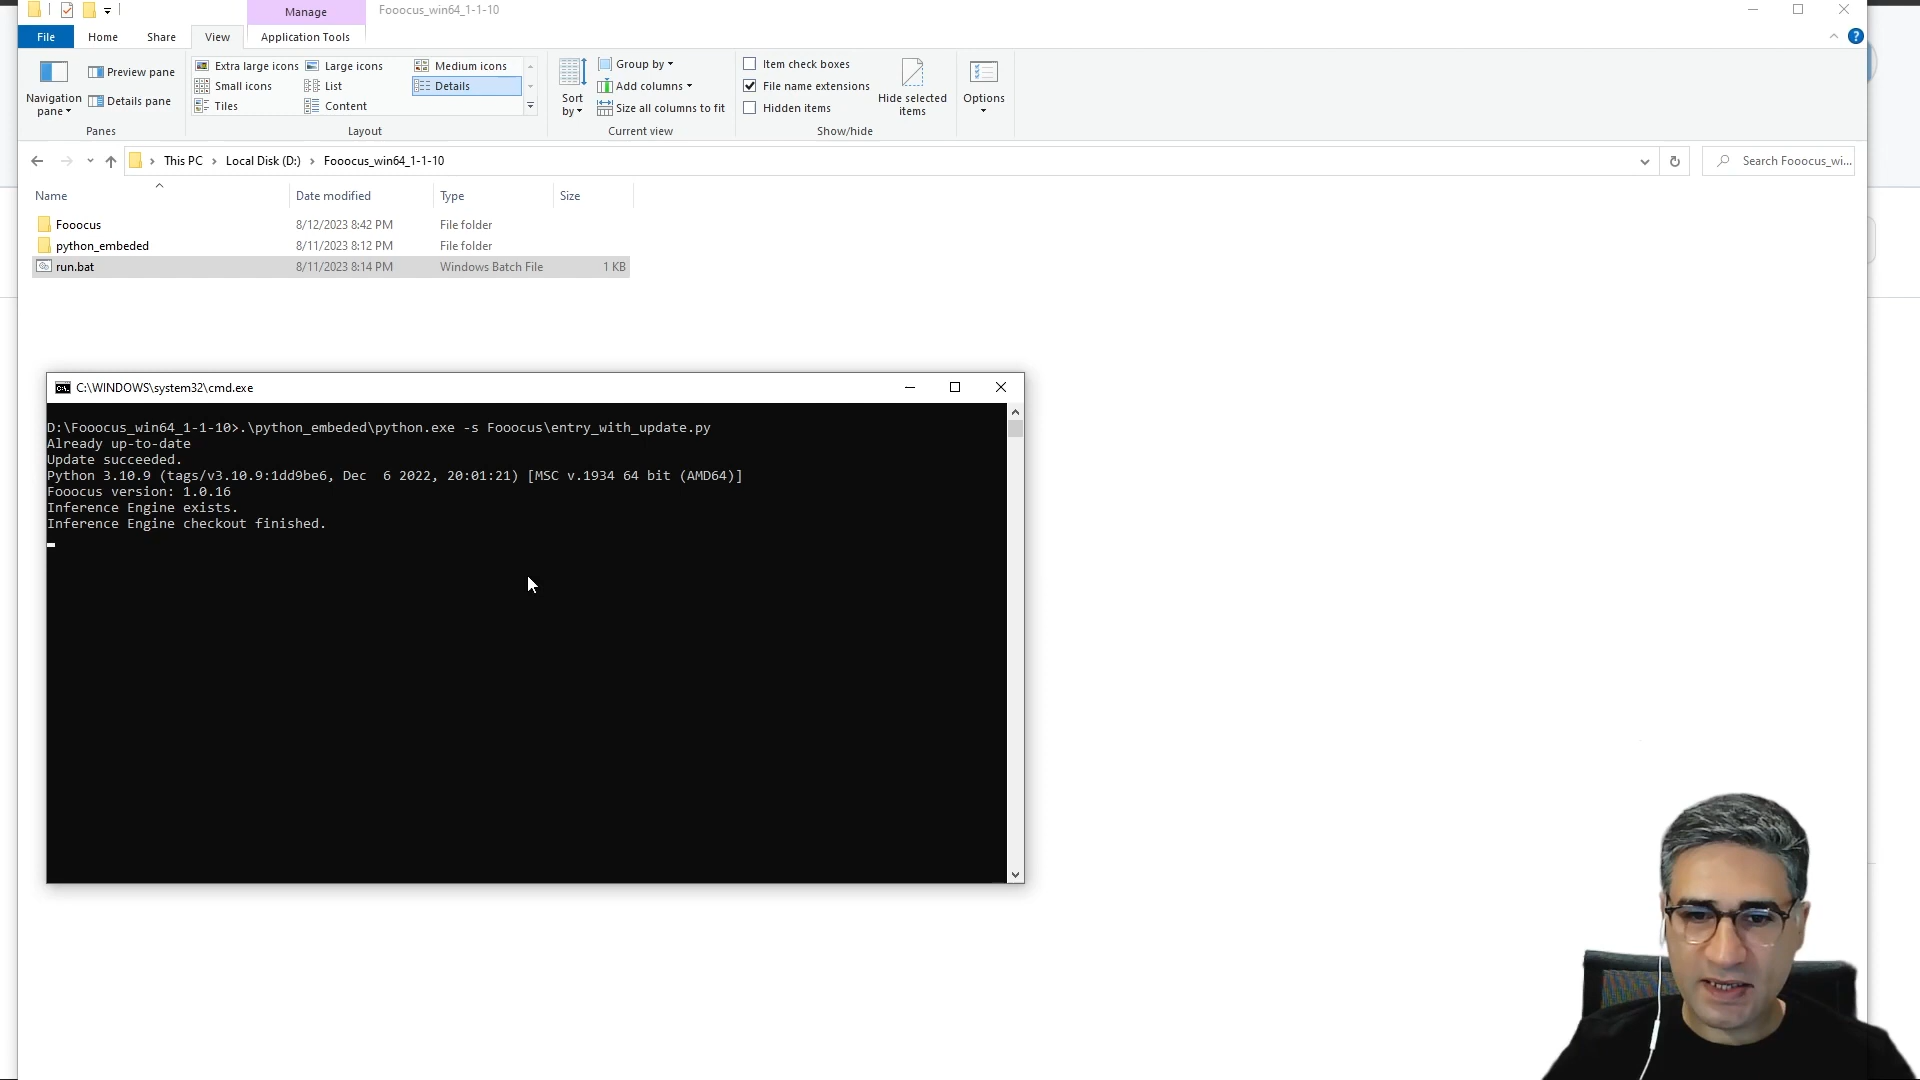 Manage
Fooocus_win64_1-1-10
File
Home
Share
View
Application Tools
Navigation pane
Preview pane
Details pane
Panes
Extra large icons
Large icons
Medium icons
Small icons
List
Details
Tiles
Content
Layout
Sort by
Group by
Add columns
Size all columns to fit
Current view
Item check boxes
File name extensions
Hidden items
Hide selected items
Show/hide
Options
This PC
Local Disk (D:)
Fooocus_win64_1-1-10
Search Fooocus_wi...
Name
Date modified
Type
Size
Fooocus 8/12/2023 8:42 PM File folder
python_embeded 8/11/2023 8:12 PM File folder
run.bat 8/11/2023 8:14 PM Windows Batch File 1 KB
C:\WINDOWS\system32\cmd.exe
D:\Fooocus_win64_1-1-10>.\python_embeded\python.exe -s Fooocus\entry_with_update.py
Already up-to-date
Update succeeded.
Python 3.10.9 (tags/v3.10.9:1dd9be6, Dec  6 2022, 20:01:21) [MSC v.1934 64 bit (AMD64)]
Fooocus version: 1.0.16
Inference Engine exists.
Inference Engine checkout finished.